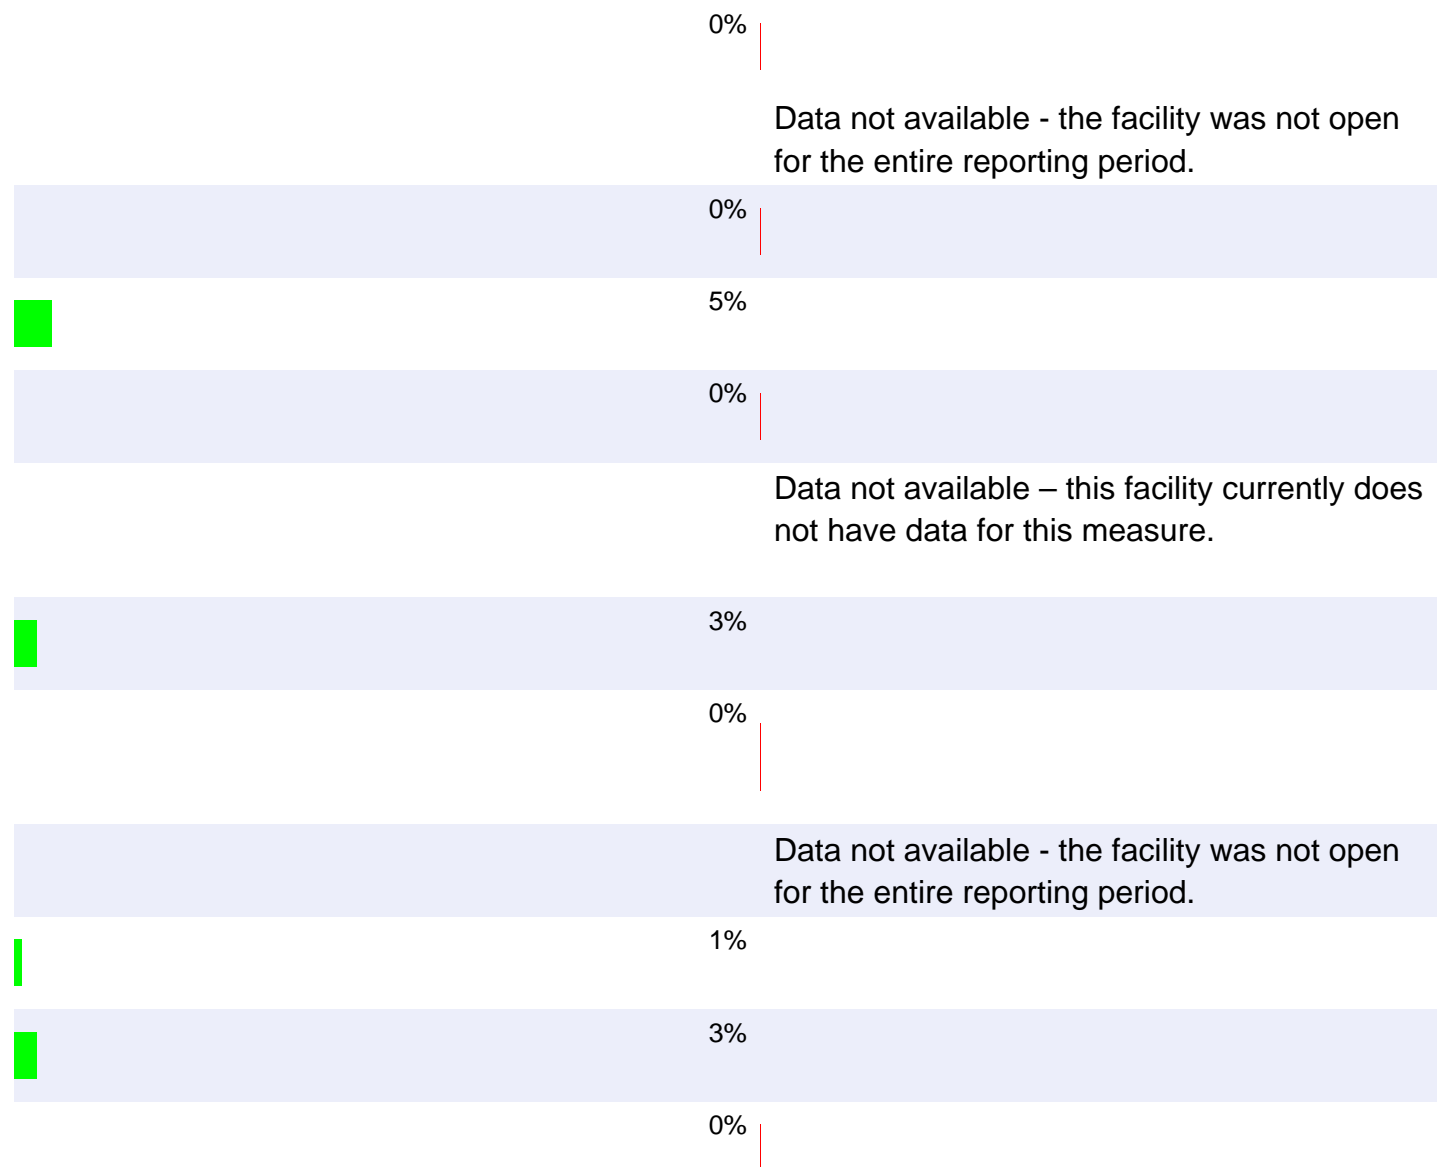 0%
Data not available - the facility was not open
for the entire reporting period.
0%
5%
0%
Data not available – this facility currently does
not have data for this measure.
3%
0%
Data not available - the facility was not open
for the entire reporting period.
1%
3%
0%